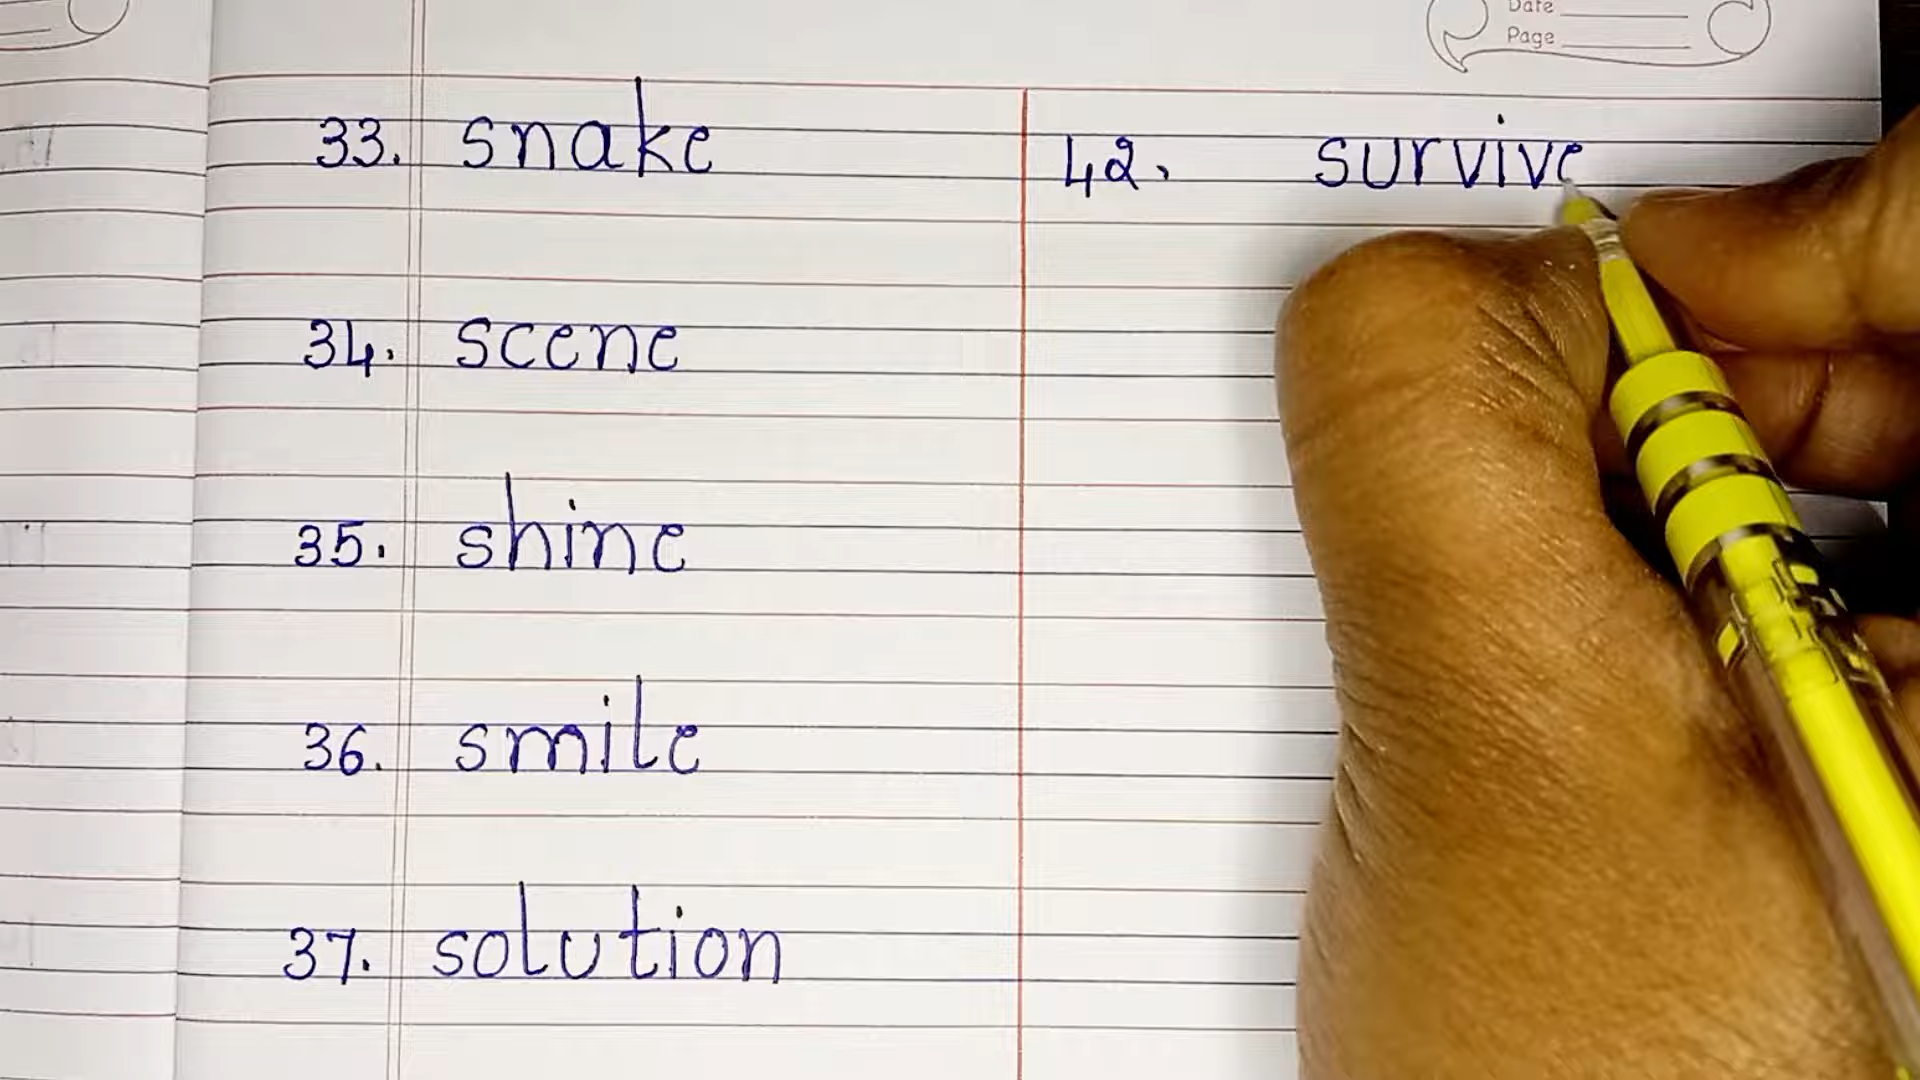 Date
Page
33. snake
34. scene
35. shine
36. smile
37. solution
42. survive